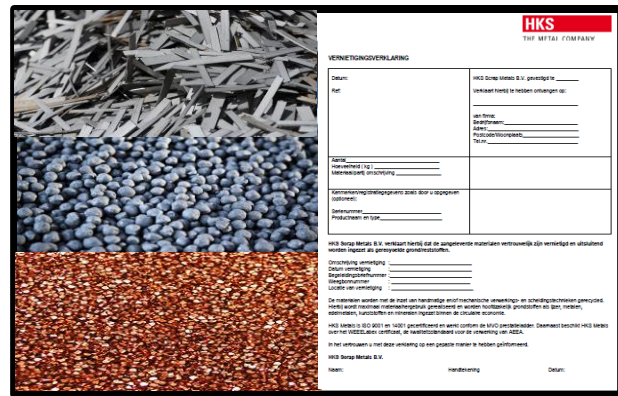 HKS
THE METAL COMPANY
VERNIETIGINGSVERKLARING
Datum:
HKS Scrap Metals B.V. gevestigd te
Ref:
Verklaart hierbij te hebben ontvangen op:
van firma:
Bedrijfsnaam:
Adres:
Postcode/Woonplaats
Tel.nr.
Aantal
Hoeveelheid ( kg )
Materiaal(part) omschrijving
Kenmerken/registratiegegevens zoals door u opgegeven
(optioneel):
Serienummer
Productnaam en type
HKS Scrap Metals B.V. verklaart hierbij dat de aangeleverde materialen vertrouwelijk zijn vernietigd en uitsluitend
worden ingezet als gerecyclede grond/reststoffen.
Omschrijving vernietiging :
Datum vernietiging :
Begeleidingsbriefnummer :
Weegbonnummer :
Locatie van vernietiging :
De materialen worden met de inzet van handmatige en/of mechanische verwerkings- en scheidingstechnieken gerecycled.
Hierbij wordt maximaal materiaalhergebruik gerealiseerd en worden hoofdzakelijk grondstoffen als ijzer, metalen,
edelmetalen, kunststoffen en mineralen ingezet binnen de circulaire economie.
HKS Metals is ISO 9001 en 14001 gecertificeerd en werkt conform de MVO prestatieladder. Daarnaast beschikt HKS Metals
over het WEEELabex certificaat, de kwaliteitsstandaard voor de verwerking van AEEA.
In het vertrouwen u met deze verklaring op een gepaste manier te hebben geïnformeerd.
HKS Scrap Metals B.V.
Naam: Handtekening Datum: